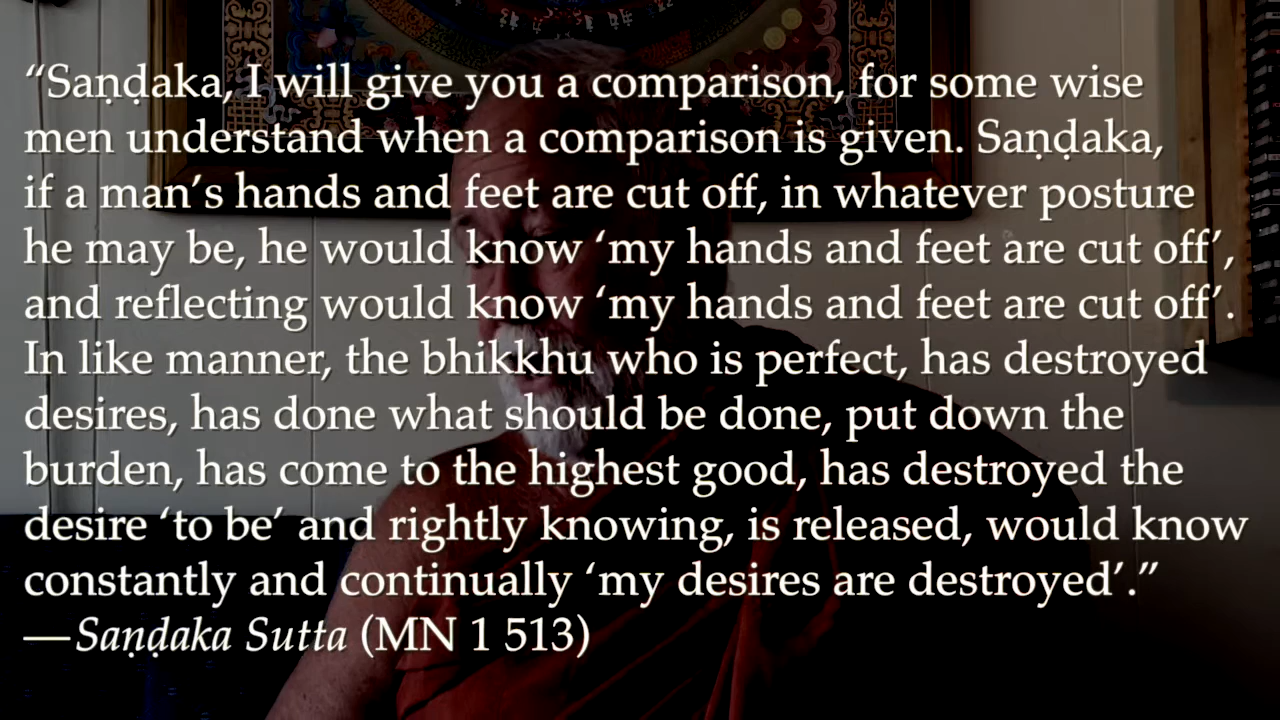 “Saṇḍaka, I will give you a comparison, for some wise
men understand when a comparison is given. Saṇḍaka,
if a man’s hands and feet are cut off, in whatever posture
he may be, he would know ‘my hands and feet are cut off’,
and reflecting would know ‘my hands and feet are cut off’.
In like manner, the bhikkhu who is perfect, has destroyed
desires, has done what should be done, put down the
burden, has come to the highest good, has destroyed the
desire ‘to be’ and rightly knowing, is released, would know
constantly and continually ‘my desires are destroyed’.”
—Saṇḍaka Sutta (MN 1 513)